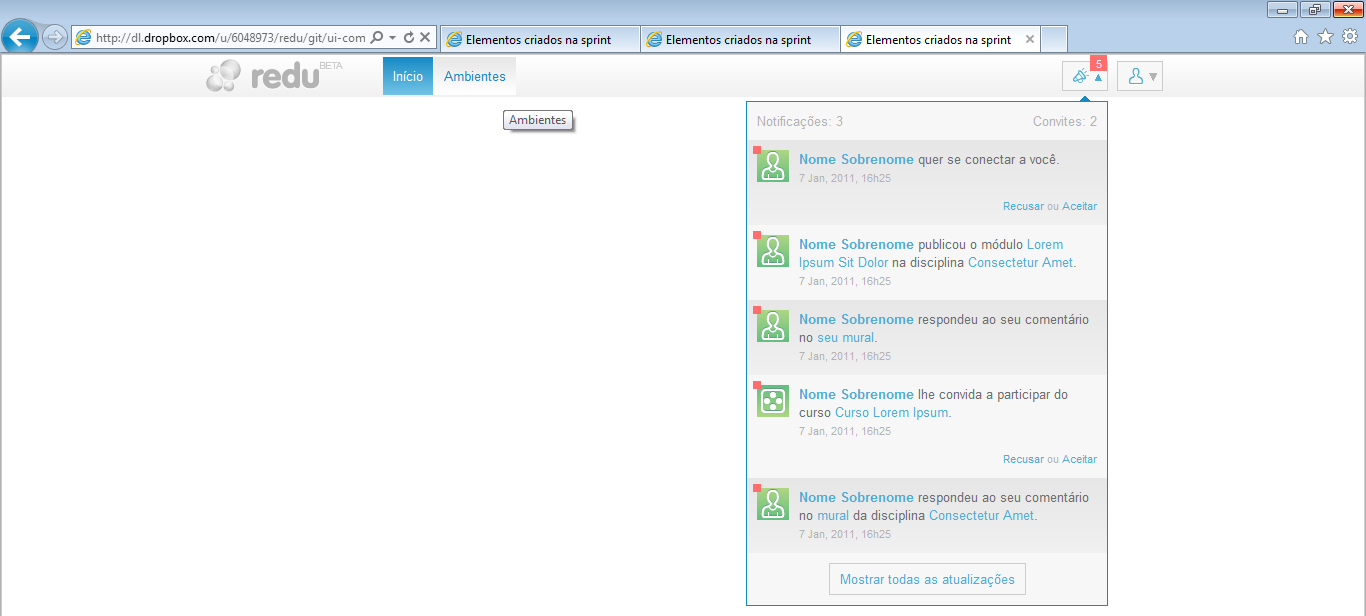 http://dl.dropbox.com/u/6048973/redu/git/ui-com
Elementos criados na sprint
Elementos criados na sprint
Elementos criados na sprint
redu BETA
Início
Ambientes
5
Ambientes
Notificações: 3
Convites: 2
Nome Sobrenome quer se conectar a você.
7 Jan, 2011, 16h25
Recusar ou Aceitar
Nome Sobrenome publicou o módulo Lorem
Ipsum Sit Dolor na disciplina Consectetur Amet.
7 Jan, 2011, 16h25
Nome Sobrenome respondeu ao seu comentário
no seu mural.
7 Jan, 2011, 16h25
Nome Sobrenome lhe convida a participar do
curso Curso Lorem Ipsum.
7 Jan, 2011, 16h25
Recusar ou Aceitar
Nome Sobrenome respondeu ao seu comentário
no mural da disciplina Consectetur Amet.
7 Jan, 2011, 16h25
Mostrar todas as atualizações